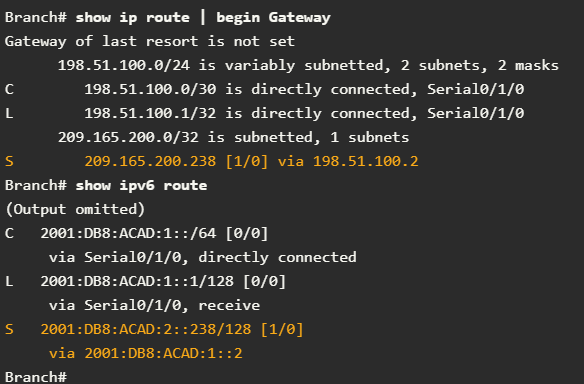 Branch# show ip route | begin Gateway
Gateway of last resort is not set
198.51.100.0/24 is variably subnetted, 2 subnets, 2 masks
C 198.51.100.0/30 is directly connected, Serial0/1/0
L 198.51.100.1/32 is directly connected, Serial0/1/0
209.165.200.0/32 is subnetted, 1 subnets
S 209.165.200.238 [1/0] via 198.51.100.2
Branch# show ipv6 route
(Output omitted)
C 2001:DB8:ACAD:1::/64 [0/0]
via Serial0/1/0, directly connected
L 2001:DB8:ACAD:1::1/128 [0/0]
via Serial0/1/0, receive
S 2001:DB8:ACAD:2::238/128 [1/0]
via 2001:DB8:ACAD:1::2
Branch#